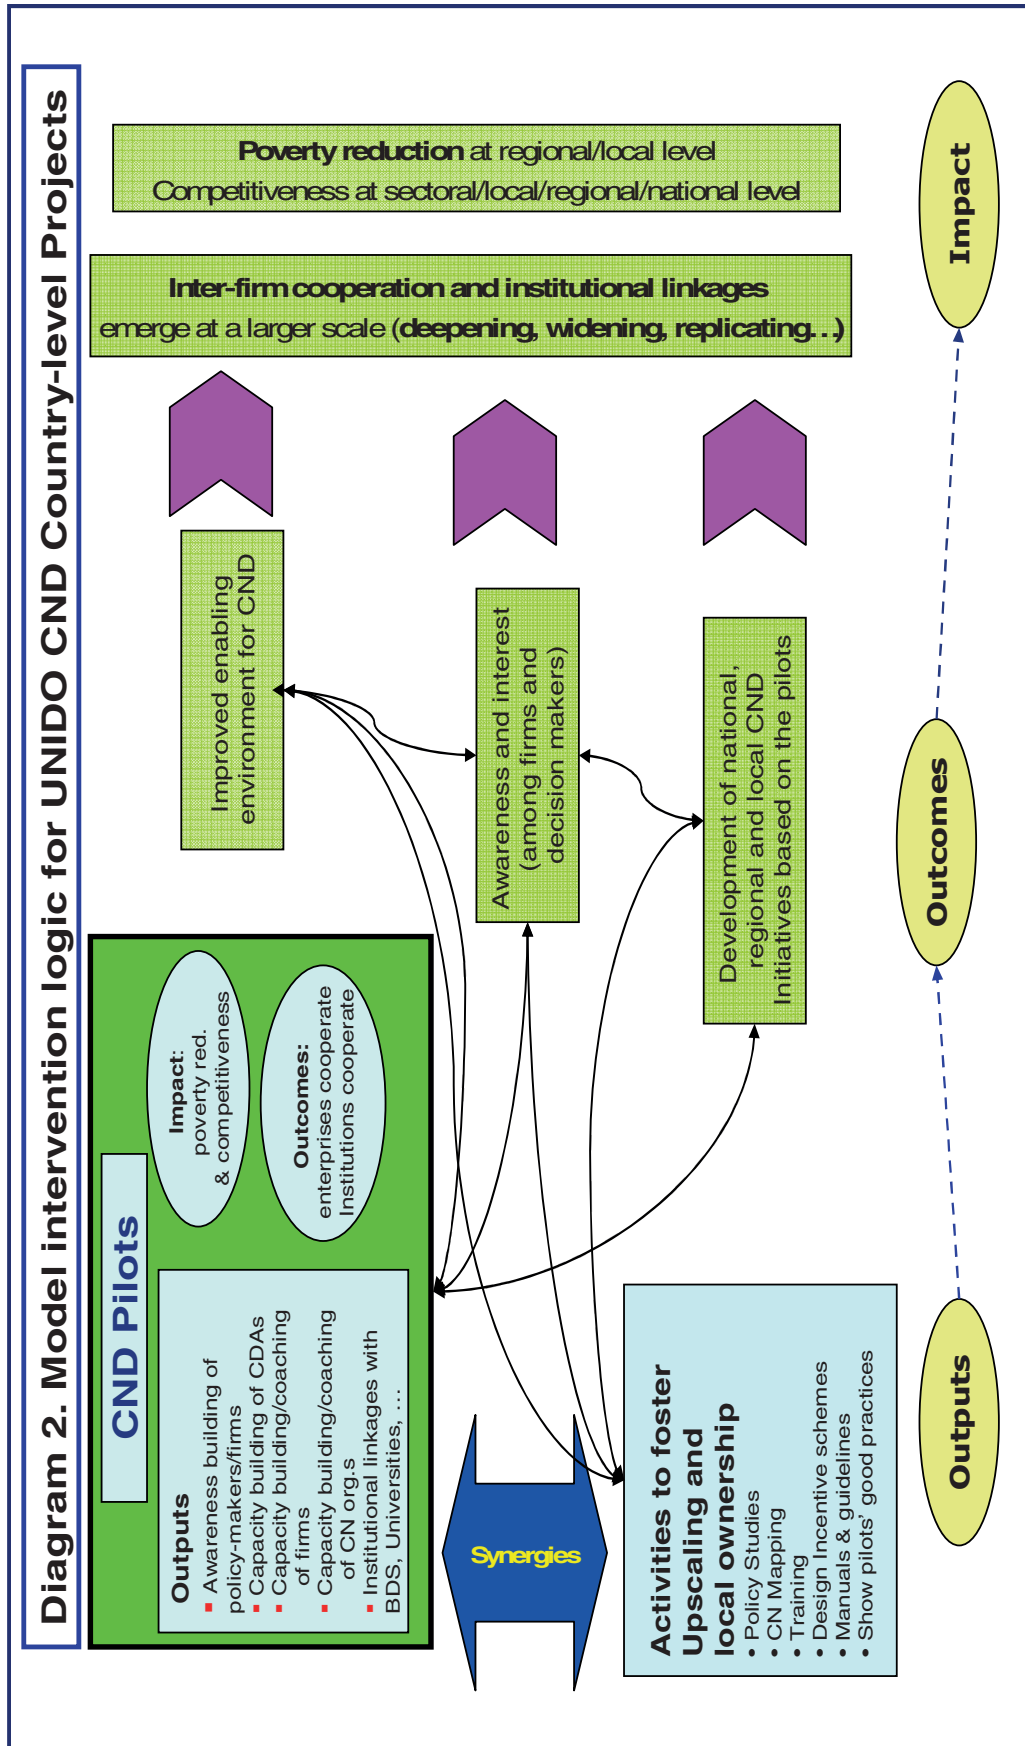 Diagram 2. Model intervention logic for UNIDO CND Country-level Projects
CND Pilots
Outputs
▪ Awareness building of
policy-makers/firms
▪ Capacity building of CDAs
▪ Capacity building/coaching
of firms
▪ Capacity building/coaching
of CN org.s
▪ Institutional linkages with
BDS, Universities, …
Impact:
poverty red.
& competitiveness
Outcomes:
enterprises cooperate
Institutions cooperate
Synergies
Activities to foster
Upscaling and
local ownership
• Policy Studies
• CN Mapping
• Training
• Design Incentive schemes
• Manuals & guidelines
• Show pilots' good practices
Improved enabling
environment for CND
Awareness and interest
(among firms and
decision makers)
Development of national,
regional and local CND
Initiatives based on the pilots
Inter-firm cooperation and institutional linkages
emerge at a larger scale (deepening, widening, replicating…)
Poverty reduction at regional/local level
Competitiveness at sectoral/local/regional/national level
Outputs
Outcomes
Impact